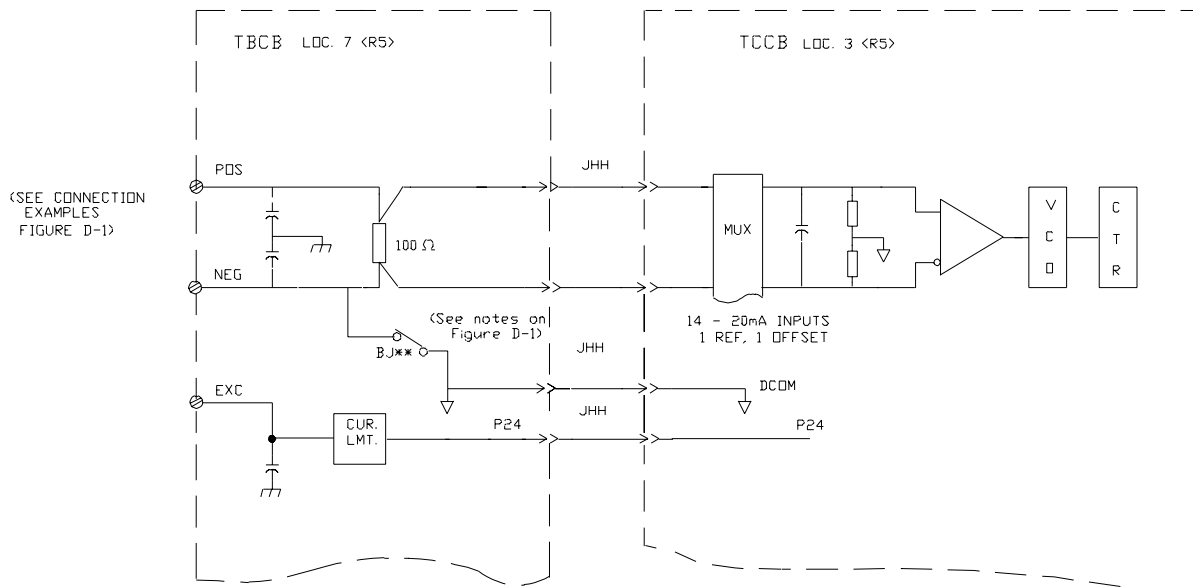 TBCB LOC. 7 <R5>
TCCB LOC. 3 <R5>
POS
JHH
(SEE CONNECTION
EXAMPLES
FIGURE D-1)
100 Ω
MUX
V
C
O
C
T
R
NEG
(See notes on
Figure D-1)
14 - 20mA INPUTS
1 REF, 1 OFFSET
BJ**
JHH
EXC
DCOM
JHH
CUR.
LMT.
P24
P24